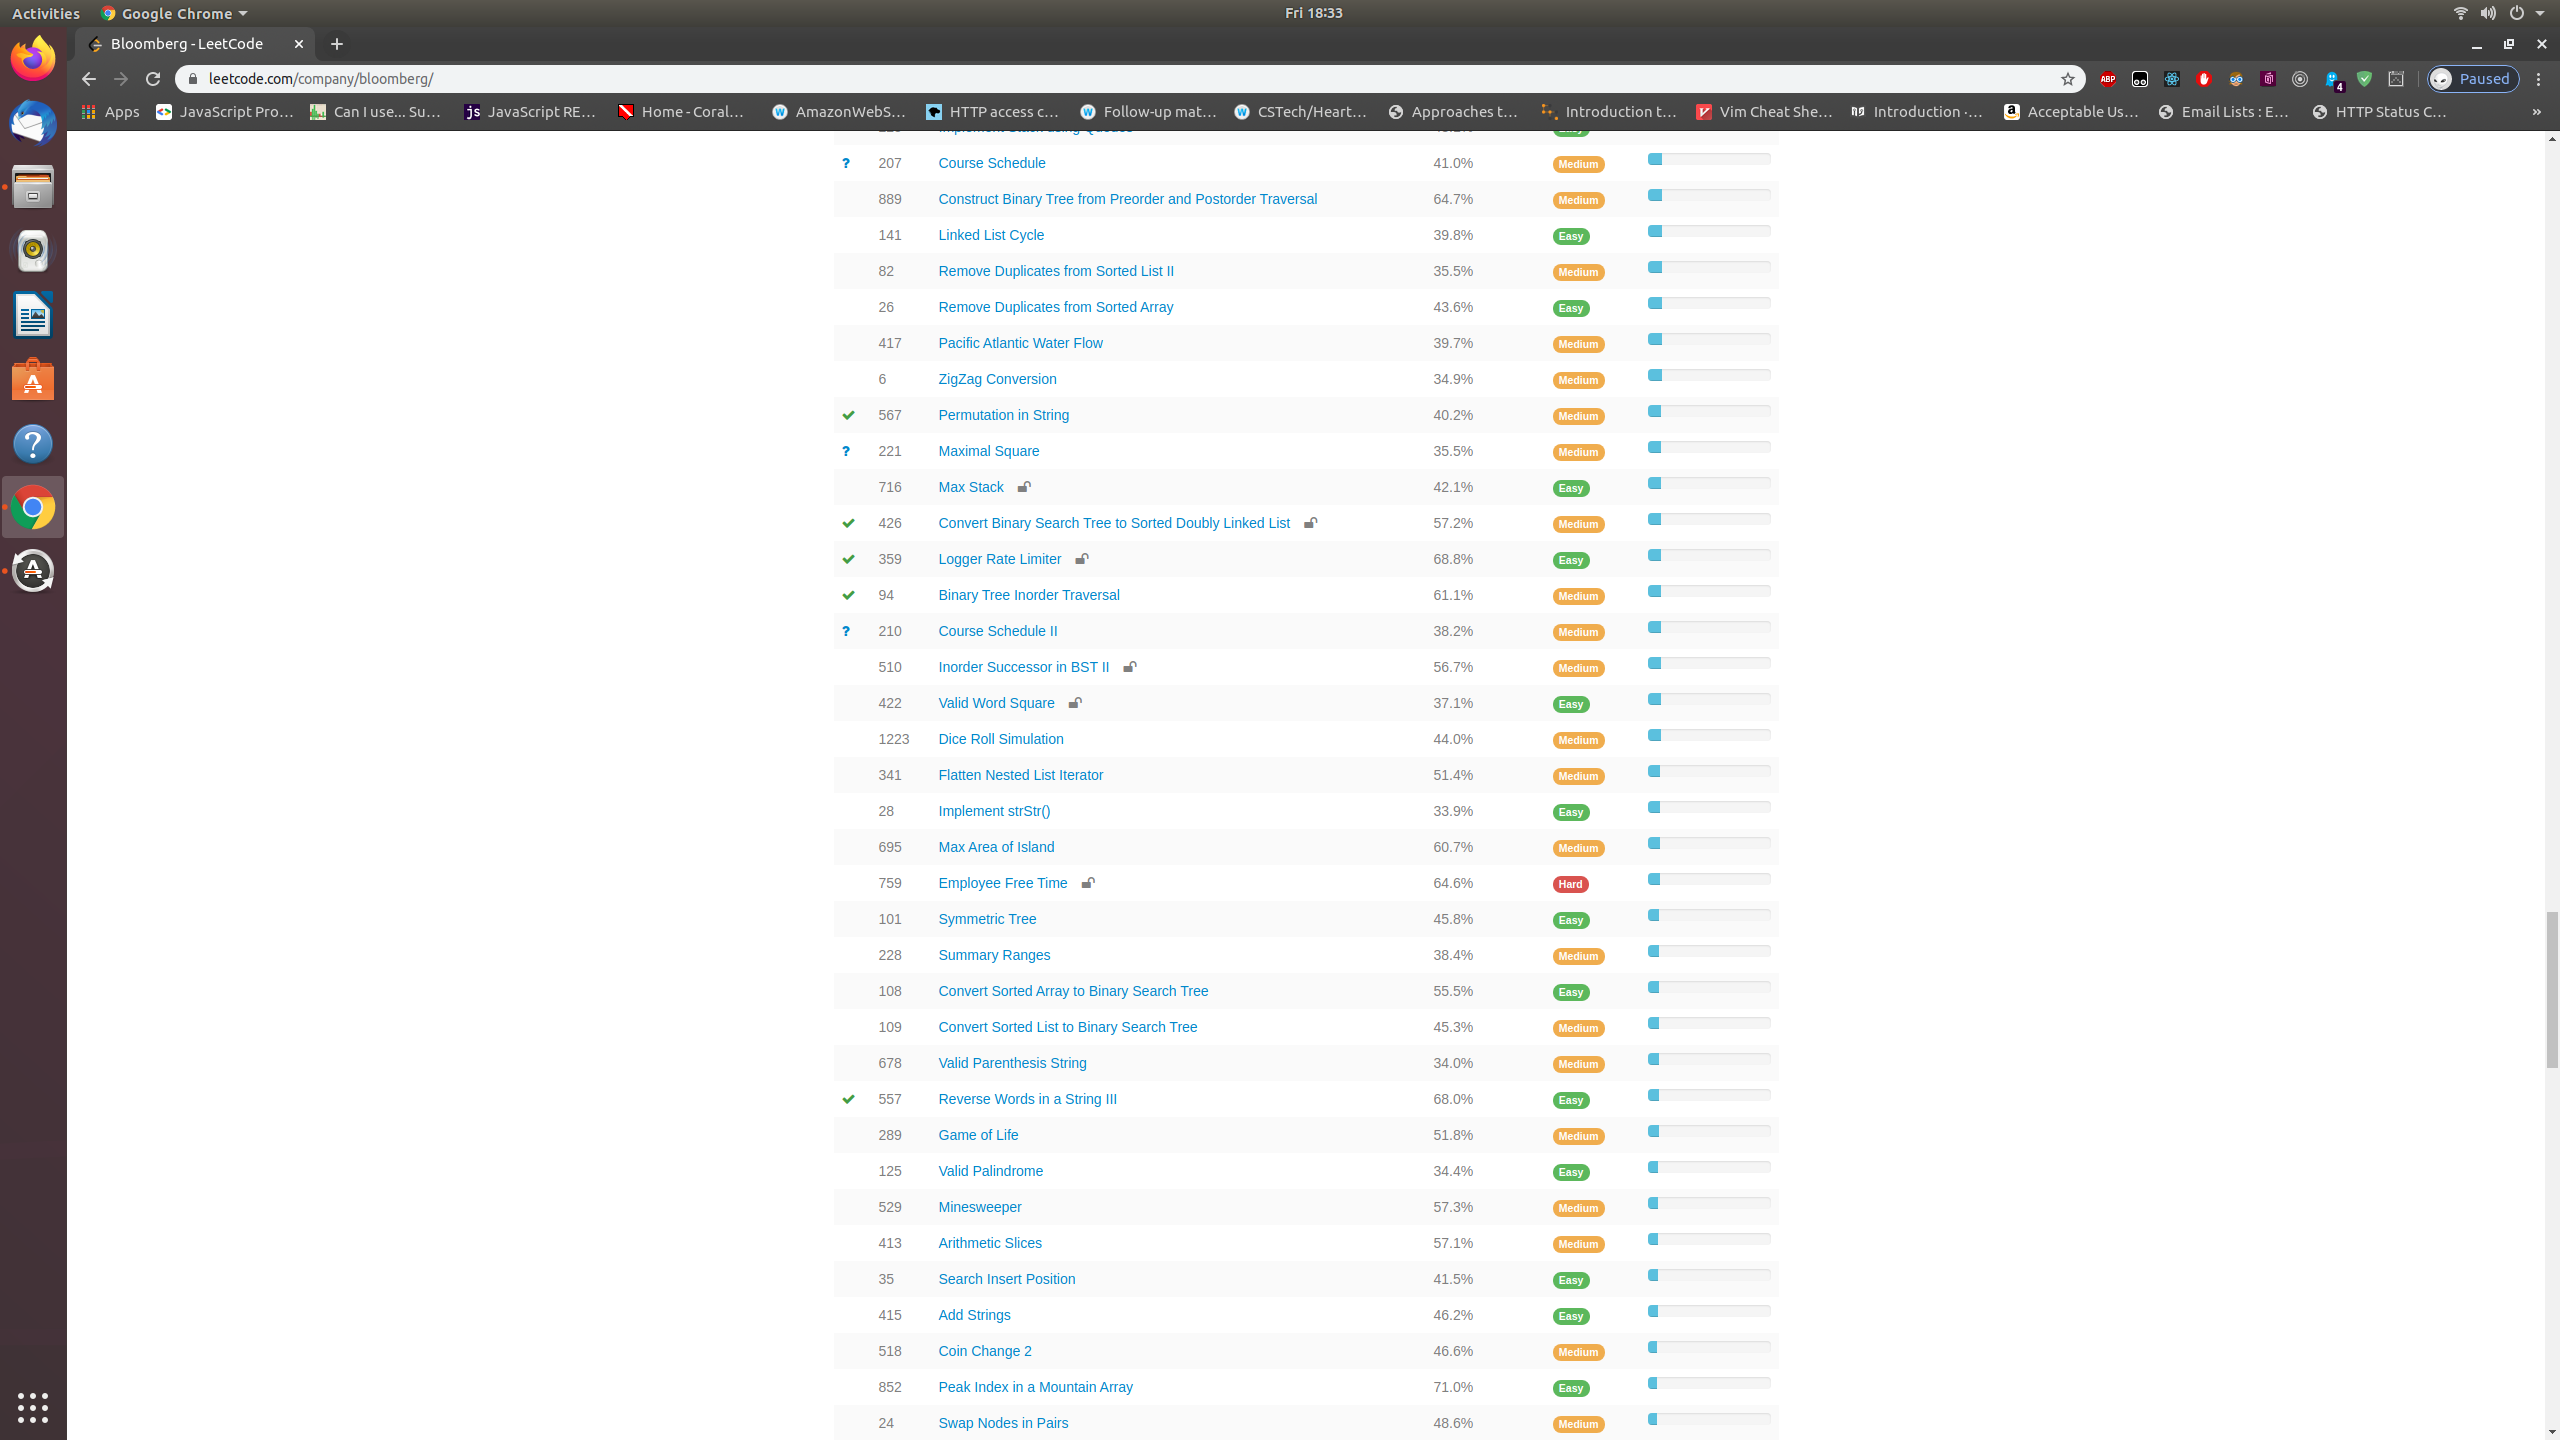 Activities Google Chrome Fri 18:33
Bloomberg - LeetCode
leetcode.com/company/bloomberg/ ABP 4 Paused
Apps JavaScript Pro… Can I use... Su… js JavaScript RE… Home - Coral… AmazonWebS… HTTP access c… Follow-up mat… CSTech/Heart… Approaches t… Introduction t… Vim Cheat She… Introduction ·… Acceptable Us… Email Lists : E… HTTP Status C… »
? 207 Course Schedule 41.0% Medium
889 Construct Binary Tree from Preorder and Postorder Traversal 64.7% Medium
141 Linked List Cycle 39.8% Easy
82 Remove Duplicates from Sorted List II 35.5% Medium
26 Remove Duplicates from Sorted Array 43.6% Easy
417 Pacific Atlantic Water Flow 39.7% Medium
6 ZigZag Conversion 34.9% Medium
567 Permutation in String 40.2% Medium
? 221 Maximal Square 35.5% Medium
716 Max Stack 42.1% Easy
426 Convert Binary Search Tree to Sorted Doubly Linked List 57.2% Medium
359 Logger Rate Limiter 68.8% Easy
94 Binary Tree Inorder Traversal 61.1% Medium
? 210 Course Schedule II 38.2% Medium
510 Inorder Successor in BST II 56.7% Medium
422 Valid Word Square 37.1% Easy
1223 Dice Roll Simulation 44.0% Medium
341 Flatten Nested List Iterator 51.4% Medium
28 Implement strStr() 33.9% Easy
695 Max Area of Island 60.7% Medium
759 Employee Free Time 64.6% Hard
101 Symmetric Tree 45.8% Easy
228 Summary Ranges 38.4% Medium
108 Convert Sorted Array to Binary Search Tree 55.5% Easy
109 Convert Sorted List to Binary Search Tree 45.3% Medium
678 Valid Parenthesis String 34.0% Medium
557 Reverse Words in a String III 68.0% Easy
289 Game of Life 51.8% Medium
125 Valid Palindrome 34.4% Easy
529 Minesweeper 57.3% Medium
413 Arithmetic Slices 57.1% Medium
35 Search Insert Position 41.5% Easy
415 Add Strings 46.2% Easy
518 Coin Change 2 46.6% Medium
852 Peak Index in a Mountain Array 71.0% Easy
24 Swap Nodes in Pairs 48.6% Medium